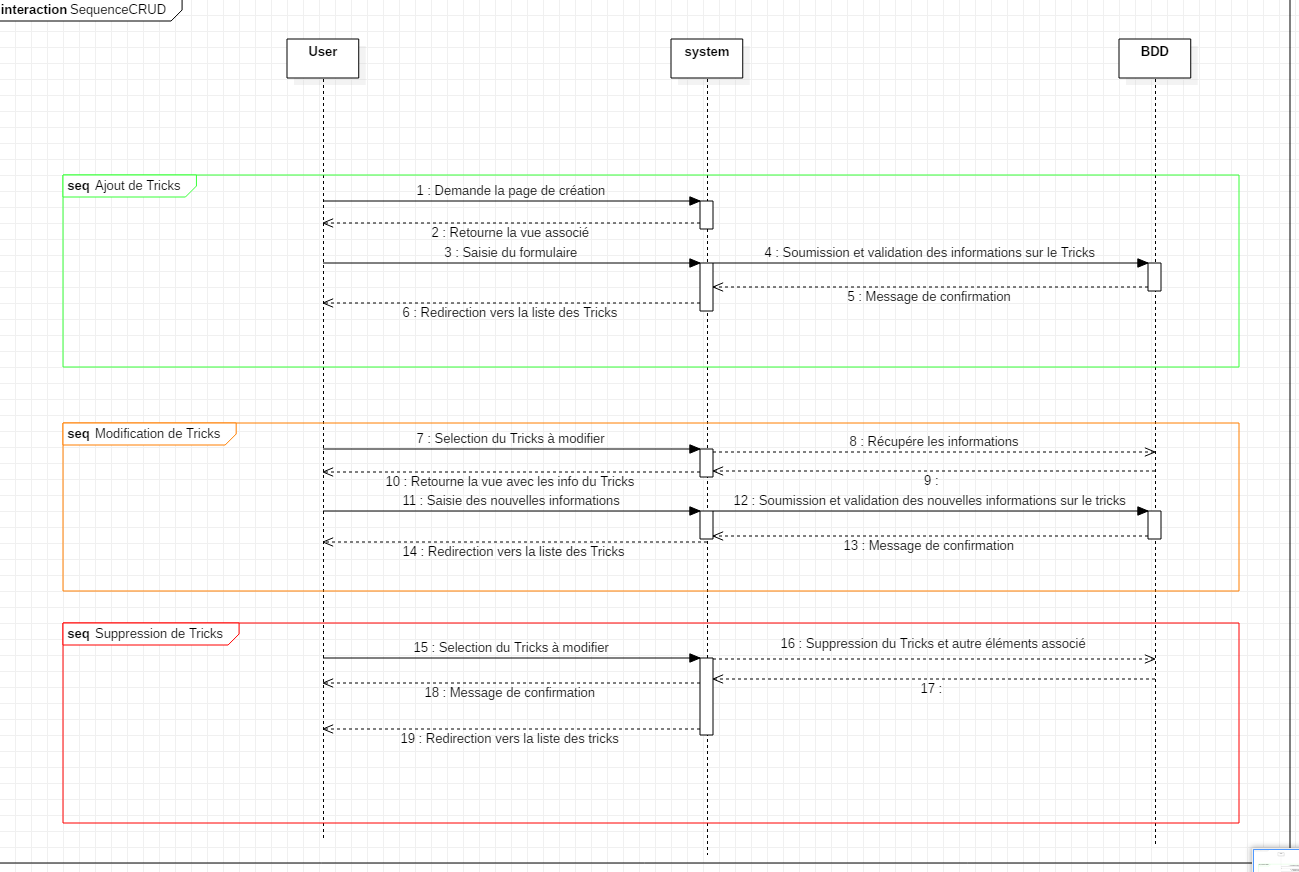 interaction SequenceCRUD
User
system
BDD
seq Ajout de Tricks
1 : Demande la page de création
2 : Retourne la vue associé
3 : Saisie du formulaire
4 : Soumission et validation des informations sur le Tricks
5 : Message de confirmation
6 : Redirection vers la liste des Tricks
seq Modification de Tricks
7 : Selection du Tricks à modifier
8 : Récupére les informations
9 :
10 : Retourne la vue avec les info du Tricks
11 : Saisie des nouvelles informations
12 : Soumission et validation des nouvelles informations sur le tricks
13 : Message de confirmation
14 : Redirection vers la liste des Tricks
seq Suppression de Tricks
15 : Selection du Tricks à modifier
16 : Suppression du Tricks et autre éléments associé
17 :
18 : Message de confirmation
19 : Redirection vers la liste des tricks